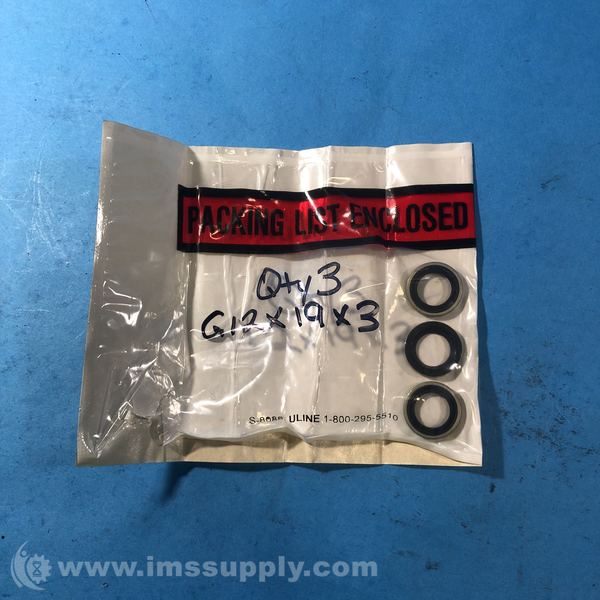 PACKING LIST ENCLOSED
Qty 3
G12x19x3
ULINE 1-800-295-5510
www.imssupply.com